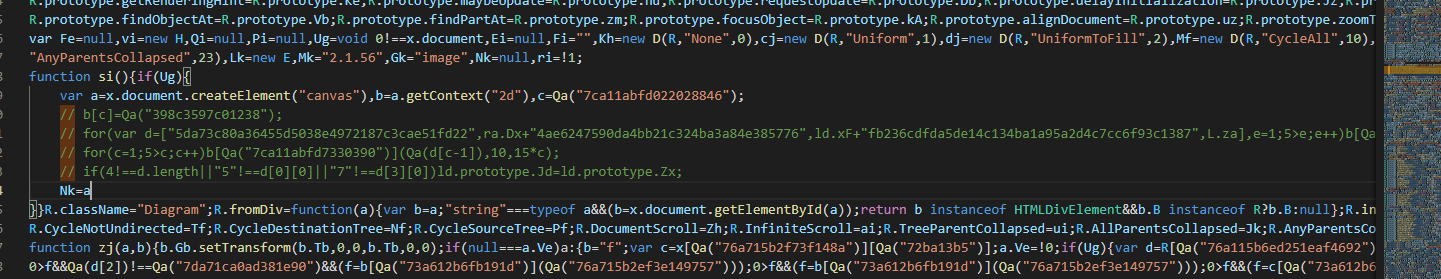 R.prototype.getRenderingHint=R.prototype.Ke;R.prototype.maybeUpdate=R.prototype.hd;R.prototype.requestUpdate=R.prototype.Db;R.prototype.delayInitialization=R.prototype.Jz;R.pro
R.prototype.findObjectAt=R.prototype.Vb;R.prototype.findPartAt=R.prototype.zm;R.prototype.focusObject=R.prototype.kA;R.prototype.alignDocument=R.prototype.uz;R.prototype.zoomT
var Fe=null,vi=new H,Qi=null,Pi=null,Ug=void 0!==x.document,Ei=null,Fi="",Kh=new D(R,"None",0),cj=new D(R,"Uniform",1),dj=new D(R,"UniformToFill",2),Mf=new D(R,"CycleAll",10),
"AnyParentsCollapsed",23),Lk=new E,Mk="2.1.56",Gk="image",Nk=null,ri=!1;
function si(){if(Ug){
var a=x.document.createElement("canvas"),b=a.getContext("2d"),c=Qa("7ca11abfd022028846");
// b[c]=Qa("398c3597c01238");
// for(var d=["5da73c80a36455d5038e4972187c3cae51fd22",ra.Dx+"4ae6247590da4bb21c324ba3a84e385776",ld.xF+"fb236cdfda5de14c134ba1a95a2d4c7cc6f93c1387",L.za],e=1;5>e;e++)b[Qa
// for(c=1;5>c;c++)b[Qa("7ca11abfd7330390")](Qa(d[c-1]),10,15*c);
// if(4!==d.length||"5"!==d[0][0]||"7"!==d[3][0])ld.prototype.Jd=ld.prototype.Zx;
Nk=a
}}R.className="Diagram";R.fromDiv=function(a){var b=a;"string"===typeof a&&(b=x.document.getElementById(a));return b instanceof HTMLDivElement&&b.B instanceof R?b.B:null};R.in
R.CycleNotUndirected=Tf;R.CycleDestinationTree=Nf;R.CycleSourceTree=Pf;R.DocumentScroll=Zh;R.InfiniteScroll=ai;R.TreeParentCollapsed=ui;R.AllParentsCollapsed=Jk;R.AnyParentsCo
function zj(a,b){b.Gb.setTransform(b.Tb,0,0,b.Tb,0,0);if(null===a.Ve)a:{b="f";var c=x[Qa("76a715b2f73f148a")][Qa("72ba13b5")];a.Ve=!0;if(Ug){var d=R[Qa("76a115b6ed251eaf4692")]
0>f&&Qa(d[2])!==Qa("7da71ca0ad381e90")&&(f=b[Qa("73a612b6fb191d")](Qa("76a715b2ef3e149757")));0>f&&(f=b[Qa("73a612b6fb191d")](Qa("76a715b2ef3e149757")));0>f&&(f=c[Qa("73a612b6